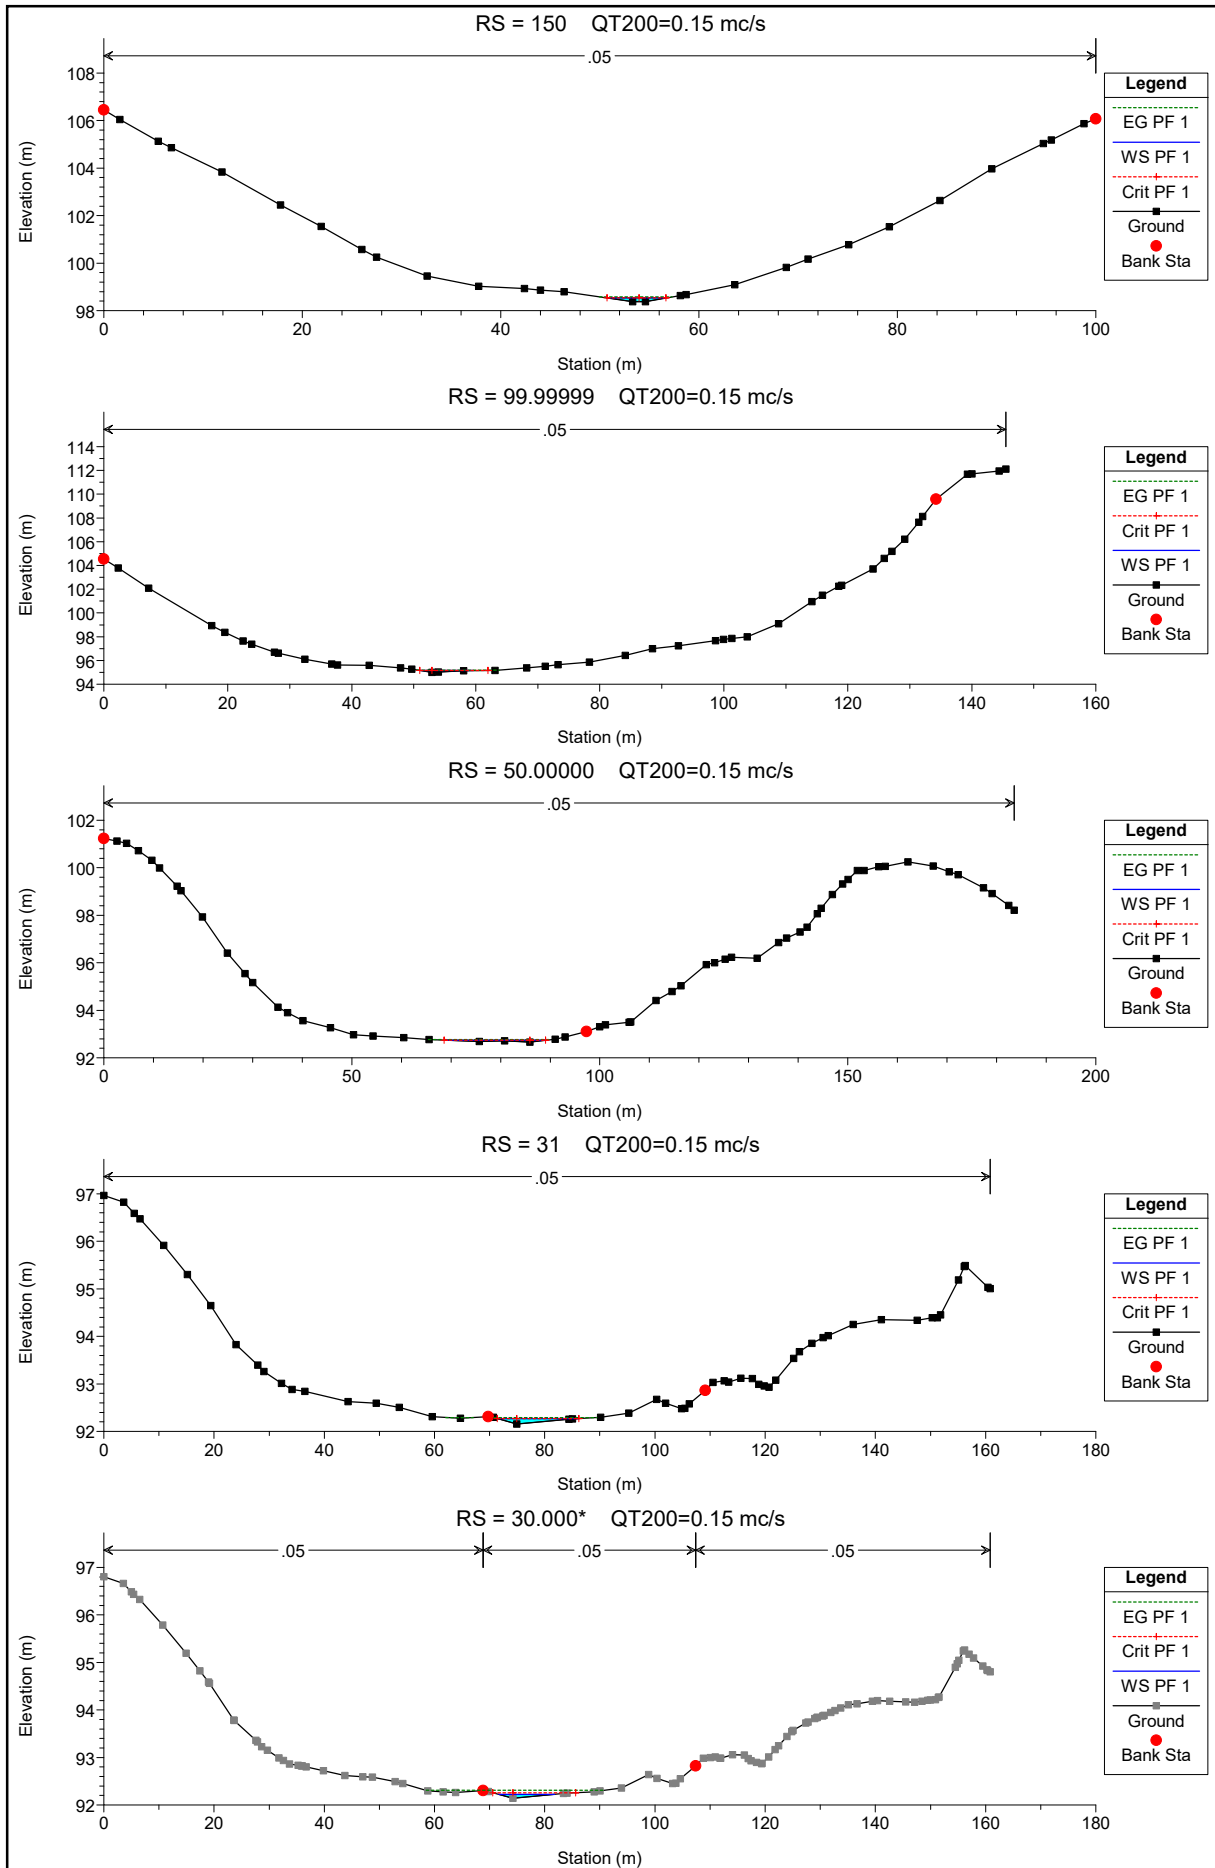 RS = 150 QT200=0.15 mc/s
.05
108
106
104
102
100
98
Elevation (m)
0 20 40 60 80 100
Station (m)
Legend
EG PF 1
WS PF 1
Crit PF 1
Ground
Bank Sta
RS = 99.99999 QT200=0.15 mc/s
.05
114
112
110
108
106
104
102
100
98
96
94
Elevation (m)
0 20 40 60 80 100 120 140 160
Station (m)
Legend
EG PF 1
Crit PF 1
WS PF 1
Ground
Bank Sta
RS = 50.00000 QT200=0.15 mc/s
.05
102
100
98
96
94
92
Elevation (m)
0 50 100 150 200
Station (m)
Legend
EG PF 1
WS PF 1
Crit PF 1
Ground
Bank Sta
RS = 31 QT200=0.15 mc/s
.05
97
96
95
94
93
92
Elevation (m)
0 20 40 60 80 100 120 140 160 180
Station (m)
Legend
EG PF 1
WS PF 1
Crit PF 1
Ground
Bank Sta
RS = 30.000* QT200=0.15 mc/s
.05 .05 .05
97
96
95
94
93
92
Elevation (m)
0 20 40 60 80 100 120 140 160 180
Station (m)
Legend
EG PF 1
Crit PF 1
WS PF 1
Ground
Bank Sta